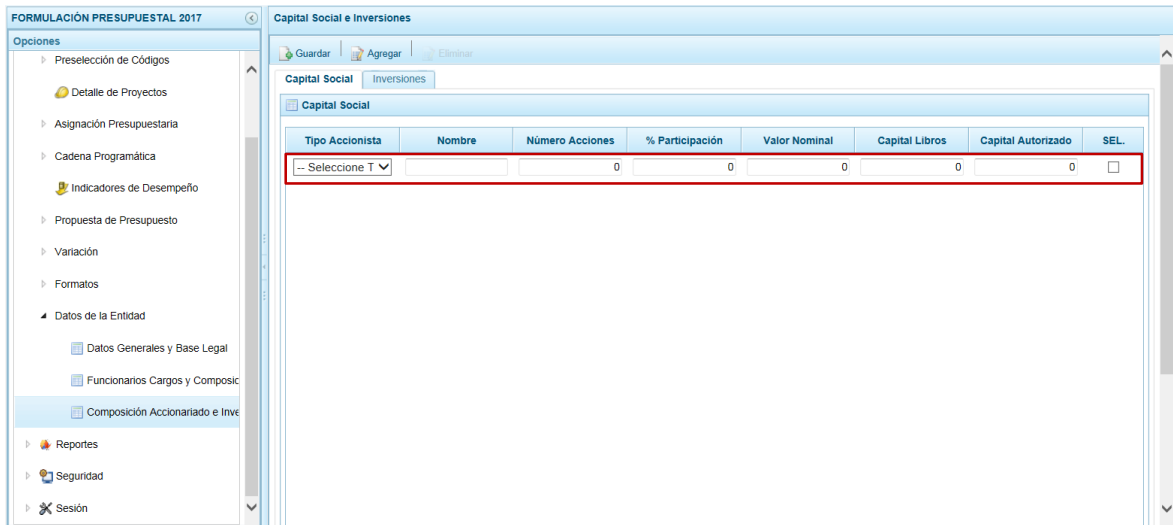 FORMULACIÓN PRESUPUESTAL 2017
Opciones
Preselección de Códigos
Detalle de Proyectos
Asignación Presupuestaria
Cadena Programática
Indicadores de Desempeño
Propuesta de Presupuesto
Variación
Formatos
Datos de la Entidad
Datos Generales y Base Legal
Funcionarios Cargos y Composic
Composición Accionariado e Inve
Reportes
Seguridad
Sesión
Capital Social e Inversiones
Guardar Agregar Eliminar
Capital Social Inversiones
Capital Social
Tipo Accionista Nombre Número Acciones % Participación Valor Nominal Capital Libros Capital Autorizado SEL.
-- Seleccione T 0 0 0 0 0